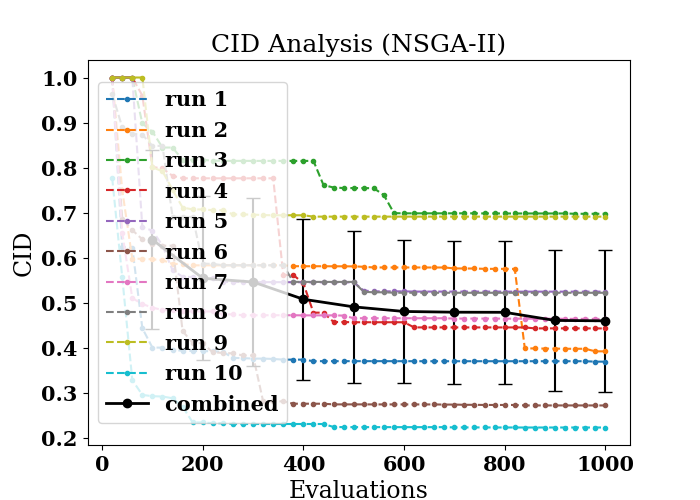 CID Analysis (NSGA-II)
CID
1.0
0.9
0.8
0.7
0.6
0.5
0.4
0.3
0.2
run 1
run 2
run 3
run 4
run 5
run 6
run 7
run 8
run 9
run 10
combined
0 200 400 600 800 1000
Evaluations